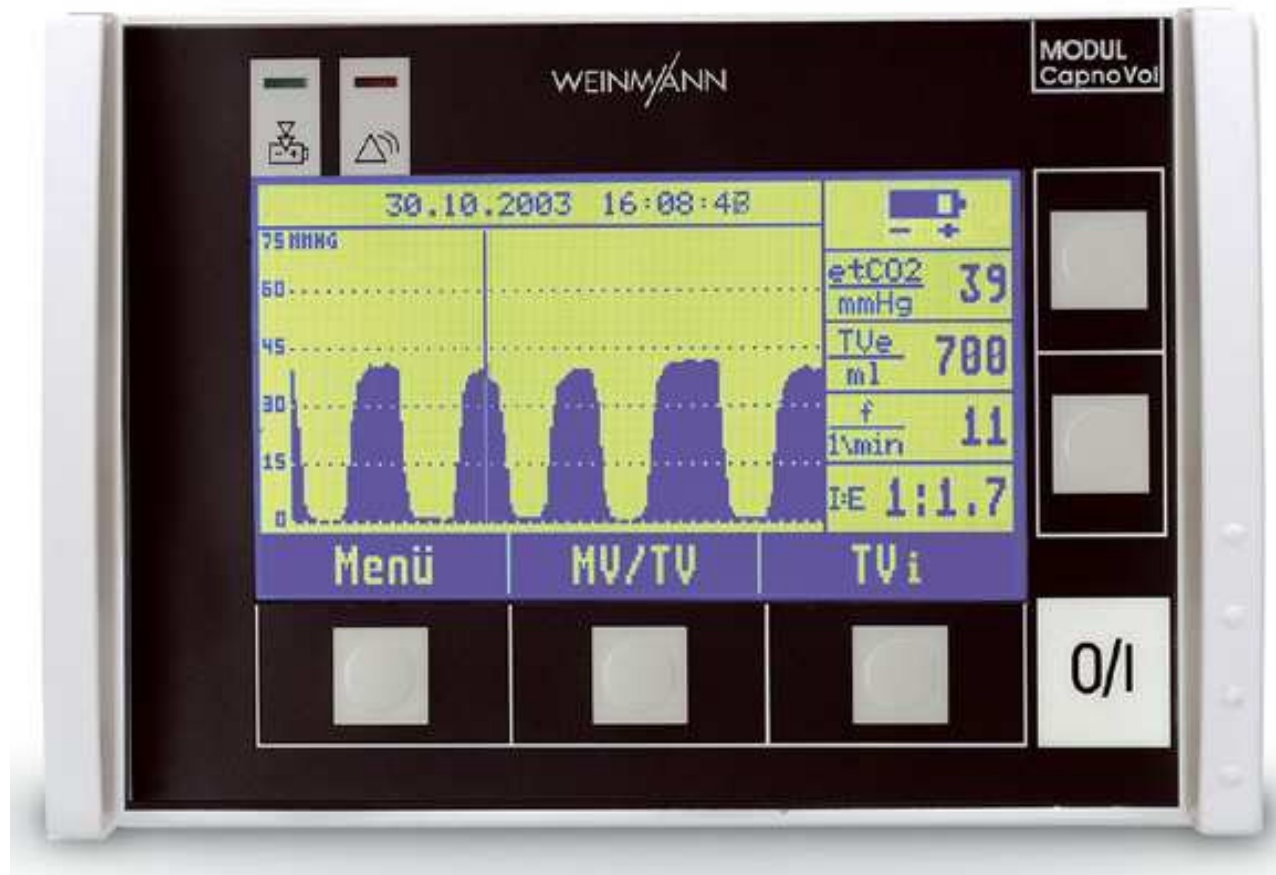 WEINMANN
MODUL
CapnoVol
30.10.2003 16:08:48
75 MMHG
60
45
30
15
0
- +
etCO2
mmHg
39
TVe
ml
700
f
1\min
11
I:E 1:1.7
Menü
MV/TV
TVi
0/I